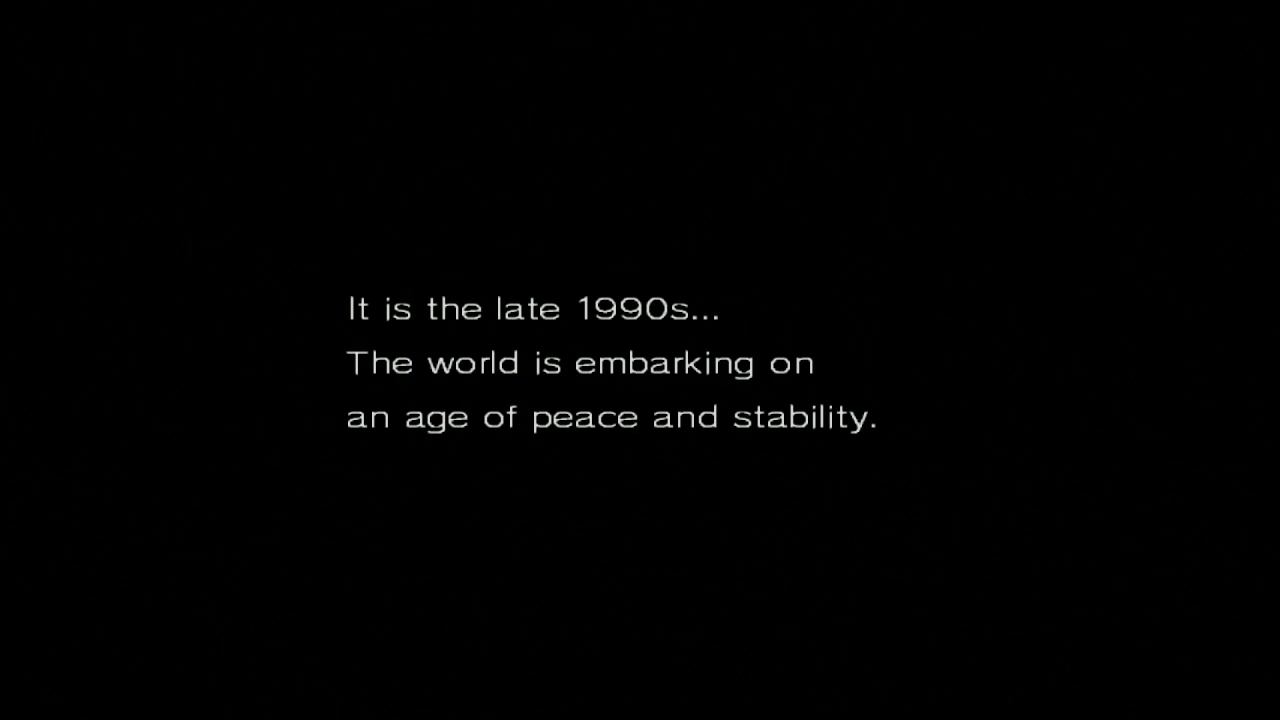 It is the late 1990s...
The world is embarking on
an age of peace and stability.